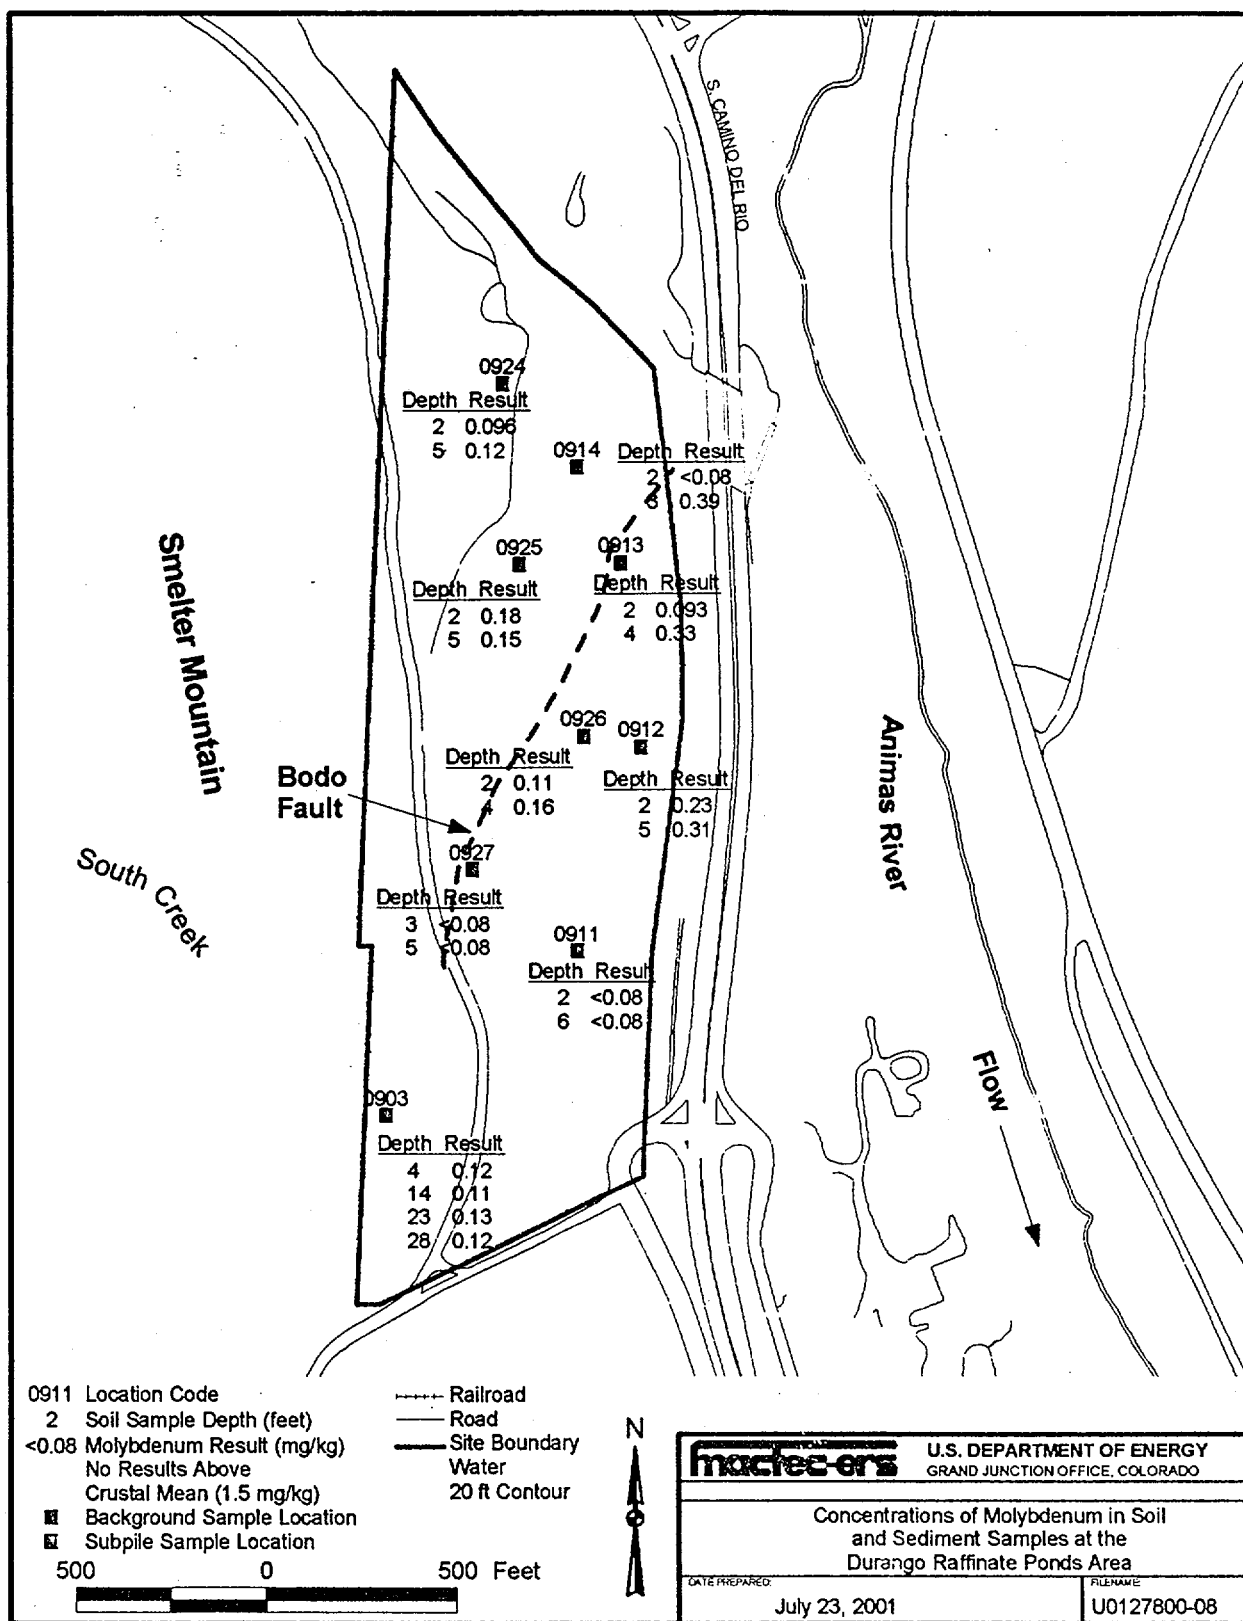 S. CAMINO DEL RIO
0924
Depth Result
2 0.096
5 0.12
0914
Depth Result
2 <0.08
3 0.39
0925
Depth Result
2 0.18
5 0.15
0913
Depth Result
2 0.093
4 0.33
Smelter Mountain
0926
Depth Result
2 0.11
4 0.16
0912
Depth Result
2 0.23
5 0.31
Bodo
Fault
Animas River
South Creek
0927
Depth Result
3 <0.08
5 <0.08
0911
Depth Result
2 <0.08
6 <0.08
Flow
0903
Depth Result
4 0.12
14 0.11
23 0.13
28 0.12
0911 Location Code
2 Soil Sample Depth (feet)
<0.08 Molybdenum Result (mg/kg)
No Results Above
Crustal Mean (1.5 mg/kg)
Background Sample Location
Subpile Sample Location
Railroad
Road
Site Boundary
Water
20 ft Contour
500 0 500 Feet
N
mactec-ers
U.S. DEPARTMENT OF ENERGY
GRAND JUNCTION OFFICE, COLORADO
Concentrations of Molybdenum in Soil
and Sediment Samples at the
Durango Raffinate Ponds Area
DATE PREPARED:
July 23, 2001
FILENAME
U0127800-08